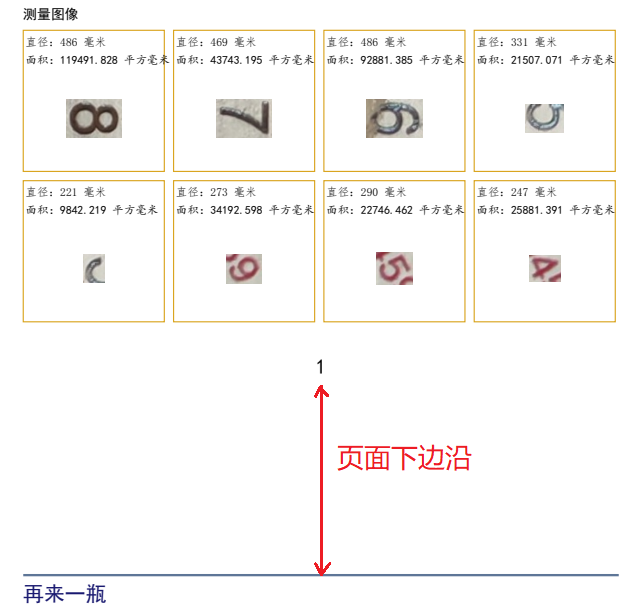 测量图像
直径: 486 毫米
面积: 119491.828 平方毫米
8
直径: 469 毫米
面积: 43743.195 平方毫米
7
直径: 486 毫米
面积: 92881.385 平方毫米
6
直径: 331 毫米
面积: 21507.071 平方毫米
直径: 221 毫米
面积: 9842.219 平方毫米
直径: 273 毫米
面积: 34192.598 平方毫米
9
直径: 290 毫米
面积: 22746.462 平方毫米
5
直径: 247 毫米
面积: 25881.391 平方毫米
4
1
页面下边沿
再来一瓶